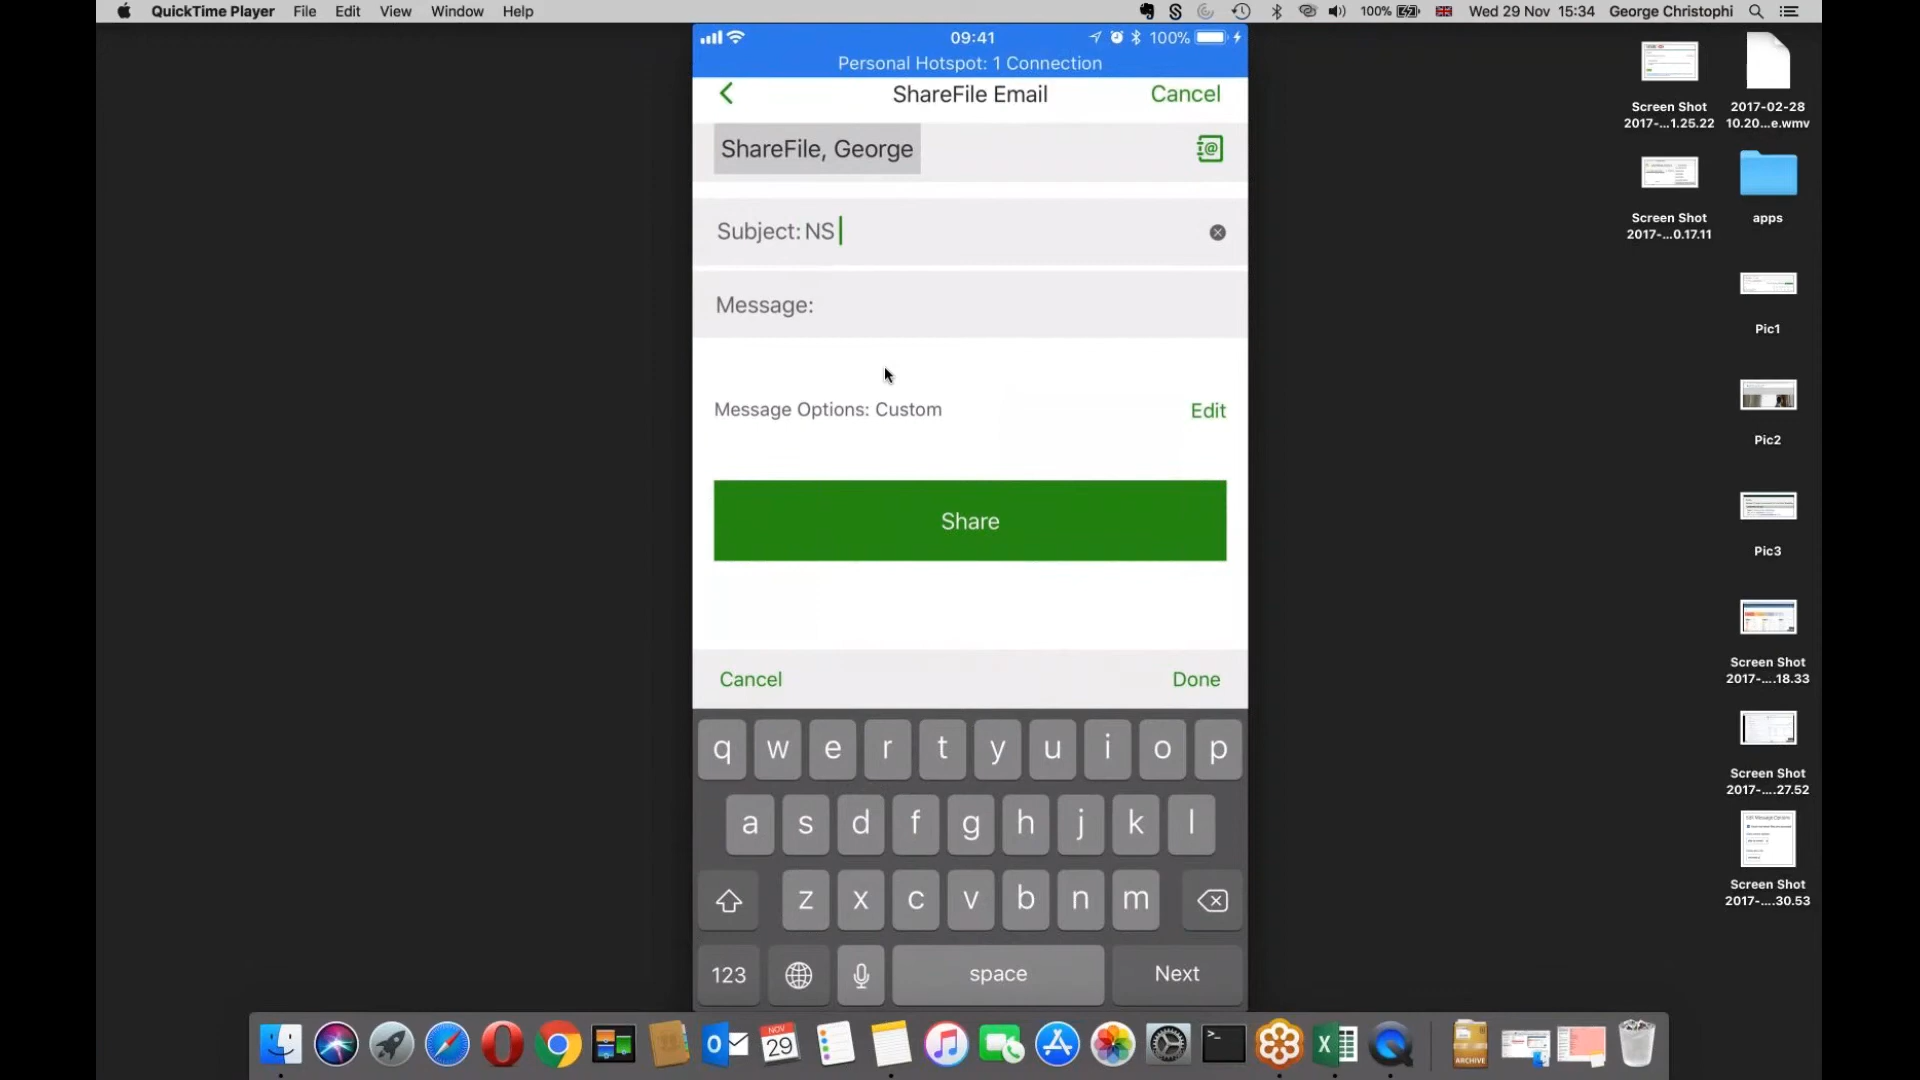 QuickTime Player File Edit View Window Help 100% Wed 29 Nov 15:34 George Christophi
09:41 100%
Personal Hotspot: 1 Connection
ShareFile Email Cancel
ShareFile, George
Subject: NS
Message:
Message Options: Custom Edit
Share
Cancel Done
q w e r t y u i o p
a s d f g h j k l
z x c v b n m
123 space Next
Screen Shot
2017-...1.25.22
2017-02-28
10.20...e.wmv
Screen Shot
2017-...0.17.11
apps
Pic1
Pic2
Pic3
Screen Shot
2017-....18.33
Screen Shot
2017-....27.52
Screen Shot
2017-....30.53
NOV
29
ARCHIVE